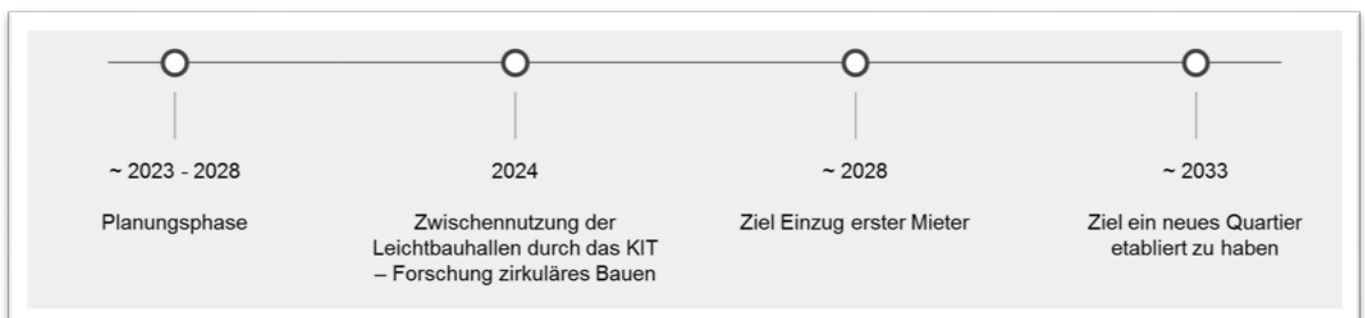 ~ 2023 - 2028
Planungsphase
2024
Zwischennutzung der
Leichtbauhallen durch das KIT
– Forschung zirkuläres Bauen
~ 2028
Ziel Einzug erster Mieter
~ 2033
Ziel ein neues Quartier
etabliert zu haben